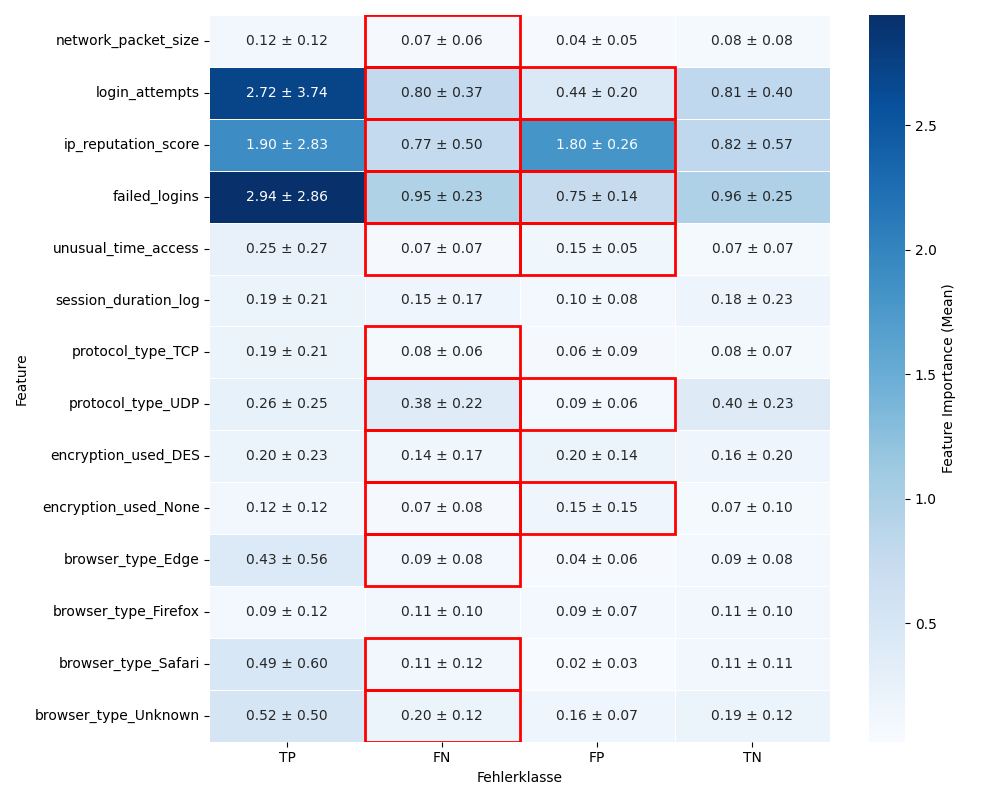 network_packet_size 0.12 ± 0.12 0.07 ± 0.06 0.04 ± 0.05 0.08 ± 0.08
login_attempts 2.72 ± 3.74 0.80 ± 0.37 0.44 ± 0.20 0.81 ± 0.40
ip_reputation_score 1.90 ± 2.83 0.77 ± 0.50 1.80 ± 0.26 0.82 ± 0.57
failed_logins 2.94 ± 2.86 0.95 ± 0.23 0.75 ± 0.14 0.96 ± 0.25
unusual_time_access 0.25 ± 0.27 0.07 ± 0.07 0.15 ± 0.05 0.07 ± 0.07
session_duration_log 0.19 ± 0.21 0.15 ± 0.17 0.10 ± 0.08 0.18 ± 0.23
protocol_type_TCP 0.19 ± 0.21 0.08 ± 0.06 0.06 ± 0.09 0.08 ± 0.07
protocol_type_UDP 0.26 ± 0.25 0.38 ± 0.22 0.09 ± 0.06 0.40 ± 0.23
encryption_used_DES 0.20 ± 0.23 0.14 ± 0.17 0.20 ± 0.14 0.16 ± 0.20
encryption_used_None 0.12 ± 0.12 0.07 ± 0.08 0.15 ± 0.15 0.07 ± 0.10
browser_type_Edge 0.43 ± 0.56 0.09 ± 0.08 0.04 ± 0.06 0.09 ± 0.08
browser_type_Firefox 0.09 ± 0.12 0.11 ± 0.10 0.09 ± 0.07 0.11 ± 0.10
browser_type_Safari 0.49 ± 0.60 0.11 ± 0.12 0.02 ± 0.03 0.11 ± 0.11
browser_type_Unknown 0.52 ± 0.50 0.20 ± 0.12 0.16 ± 0.07 0.19 ± 0.12
TP FN FP TN
Fehlerklasse
Feature
2.5
2.0
1.5
1.0
0.5
Feature Importance (Mean)